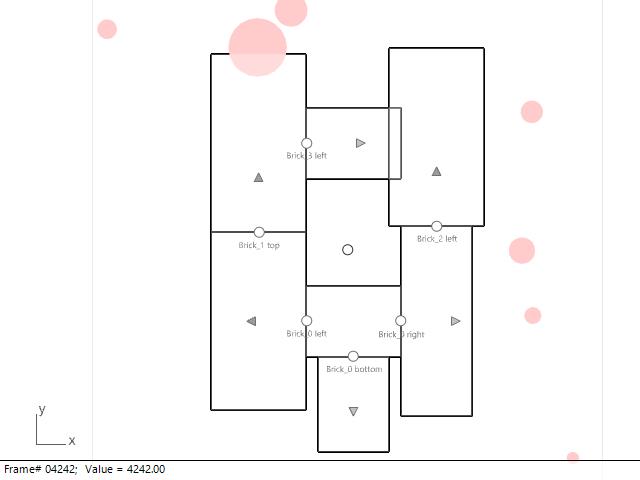 Brick_3 left
Brick_2 left
Brick_1 top
Brick_0 left
Brick_0 right
Brick_0 bottom
y
x
Frame# 04242; Value = 4242.00